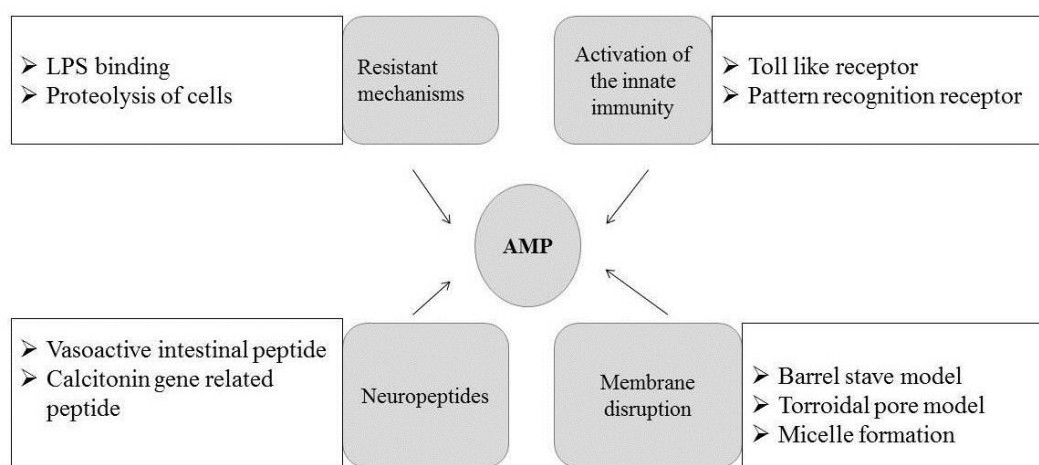 ➢ LPS binding
➢ Proteolysis of cells
Resistant
mechanisms
Activation of
the innate
immunity
➢ Toll like receptor
➢ Pattern recognition receptor
AMP
➢ Vasoactive intestinal peptide
➢ Calcitonin gene related
peptide
Neuropeptides
Membrane
disruption
➢ Barrel stave model
➢ Torroidal pore model
➢ Micelle formation